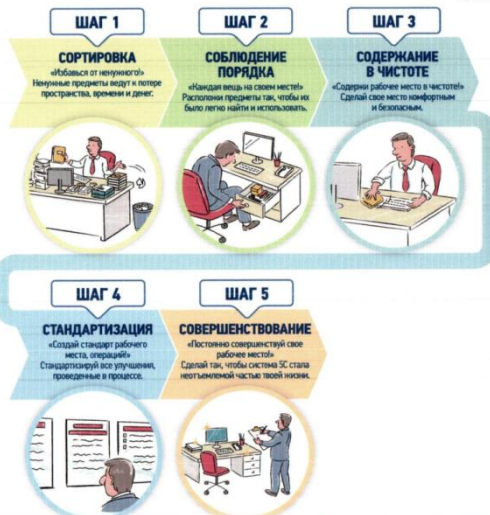 ШАГ 1
СОРТИРОВКА
«Избавься от ненужного!»
Ненужные предметы ведут к потере
пространства, времени и денег.
ШАГ 2
СОБЛЮДЕНИЕ
ПОРЯДКА
«Каждая вещь на своем месте!»
Расположи предметы так, чтобы их
было легко найти и использовать.
ШАГ 3
СОДЕРЖАНИЕ
В ЧИСТОТЕ
«Содержи рабочее место в чистоте!»
Сделай свое место комфортным
и безопасным.
ШАГ 4
СТАНДАРТИЗАЦИЯ
«Создай стандарт рабочего
места, операций!»
Стандартизируй все улучшения,
проведенные в процессе.
ШАГ 5
СОВЕРШЕНСТВОВАНИЕ
«Постоянно совершенствуй свое
рабочее место!»
Сделай так, чтобы система 5С стала
неотъемлемой частью твоей жизни.